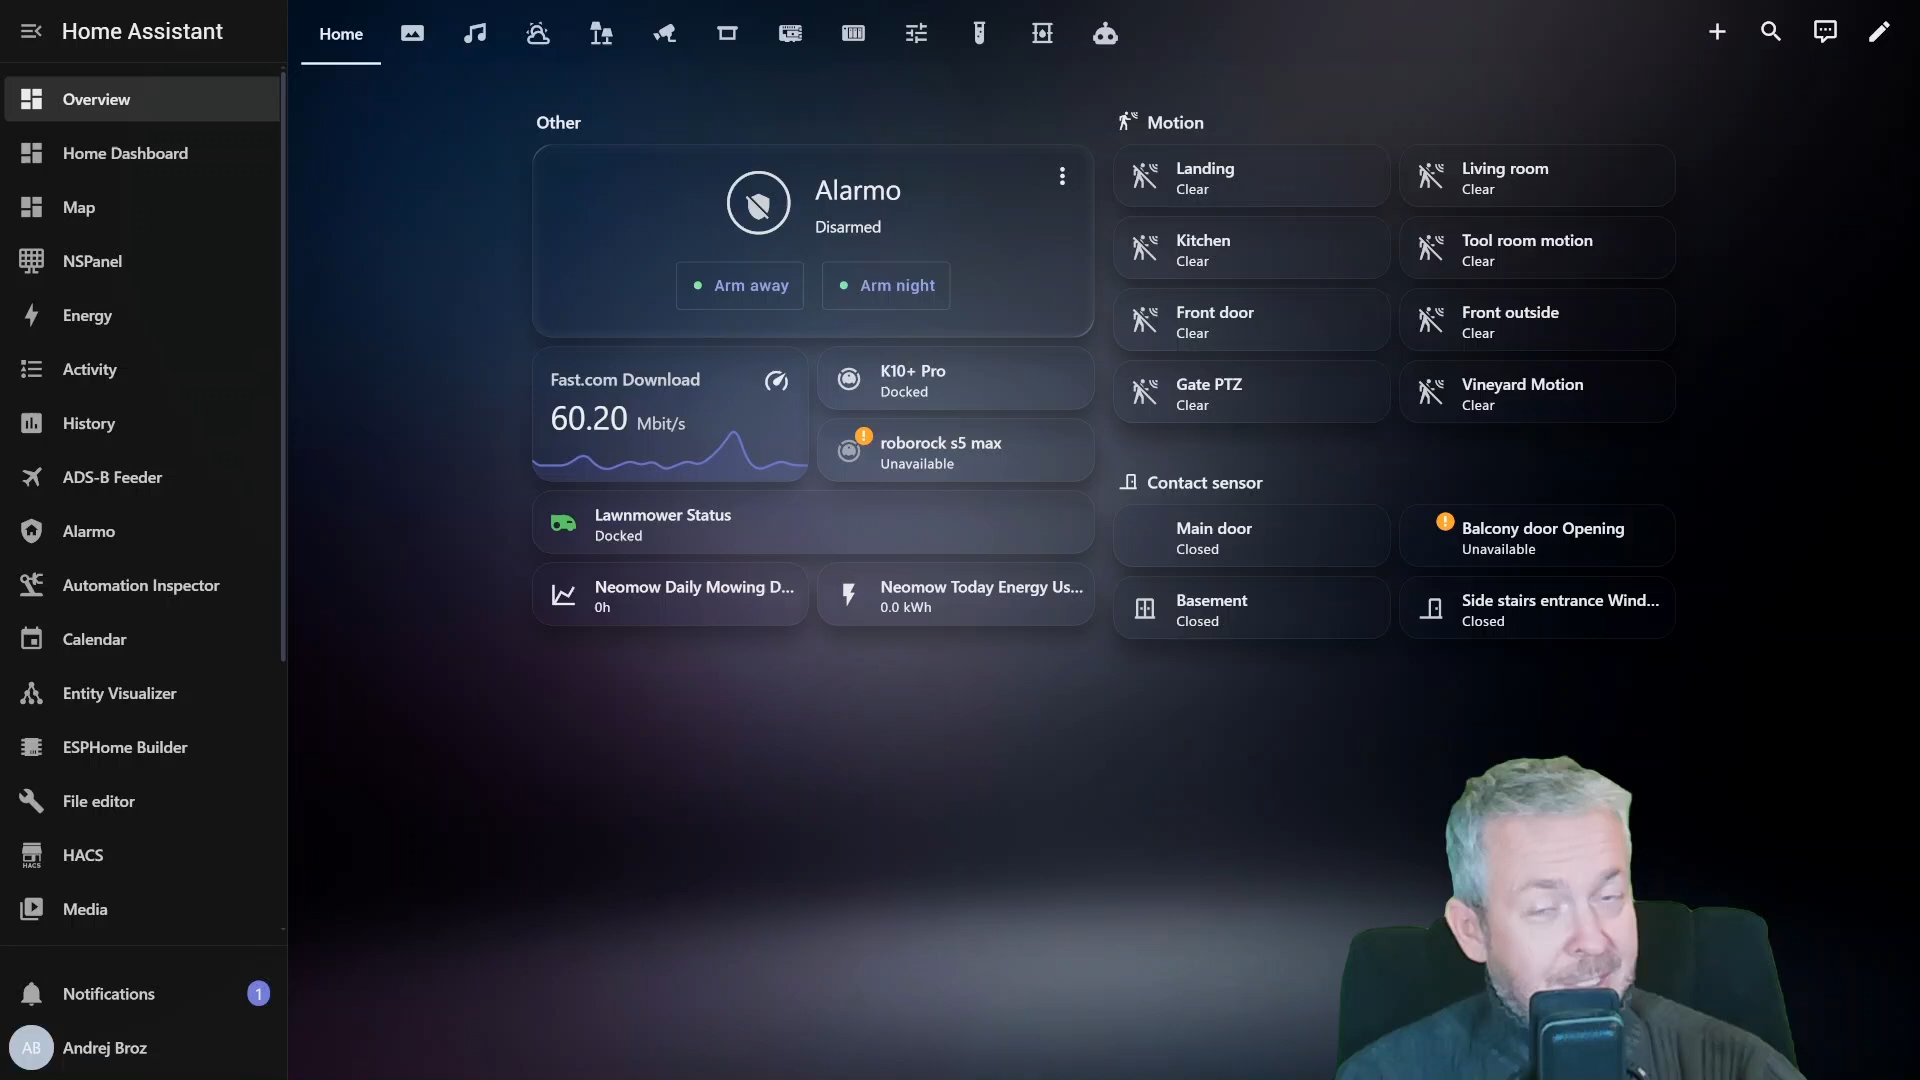 Home Assistant
Overview
Home Dashboard
Map
NSPanel
Energy
Activity
History
ADS-B Feeder
Alarmo
Automation Inspector
Calendar
Entity Visualizer
ESPHome Builder
File editor
HACS
HACS
Media
Notifications
1
AB
Andrej Broz
Home
Other
Alarmo
Disarmed
Arm away
Arm night
Fast.com Download
60.20 Mbit/s
K10+ Pro
Docked
roborock s5 max
Unavailable
Lawnmower Status
Docked
Neomow Daily Mowing D...
0h
Neomow Today Energy Us...
0.0 kWh
Motion
Landing
Clear
Living room
Clear
Kitchen
Clear
Tool room motion
Clear
Front door
Clear
Front outside
Clear
Gate PTZ
Clear
Vineyard Motion
Clear
Contact sensor
Main door
Closed
Balcony door Opening
Unavailable
Basement
Closed
Side stairs entrance Wind...
Closed